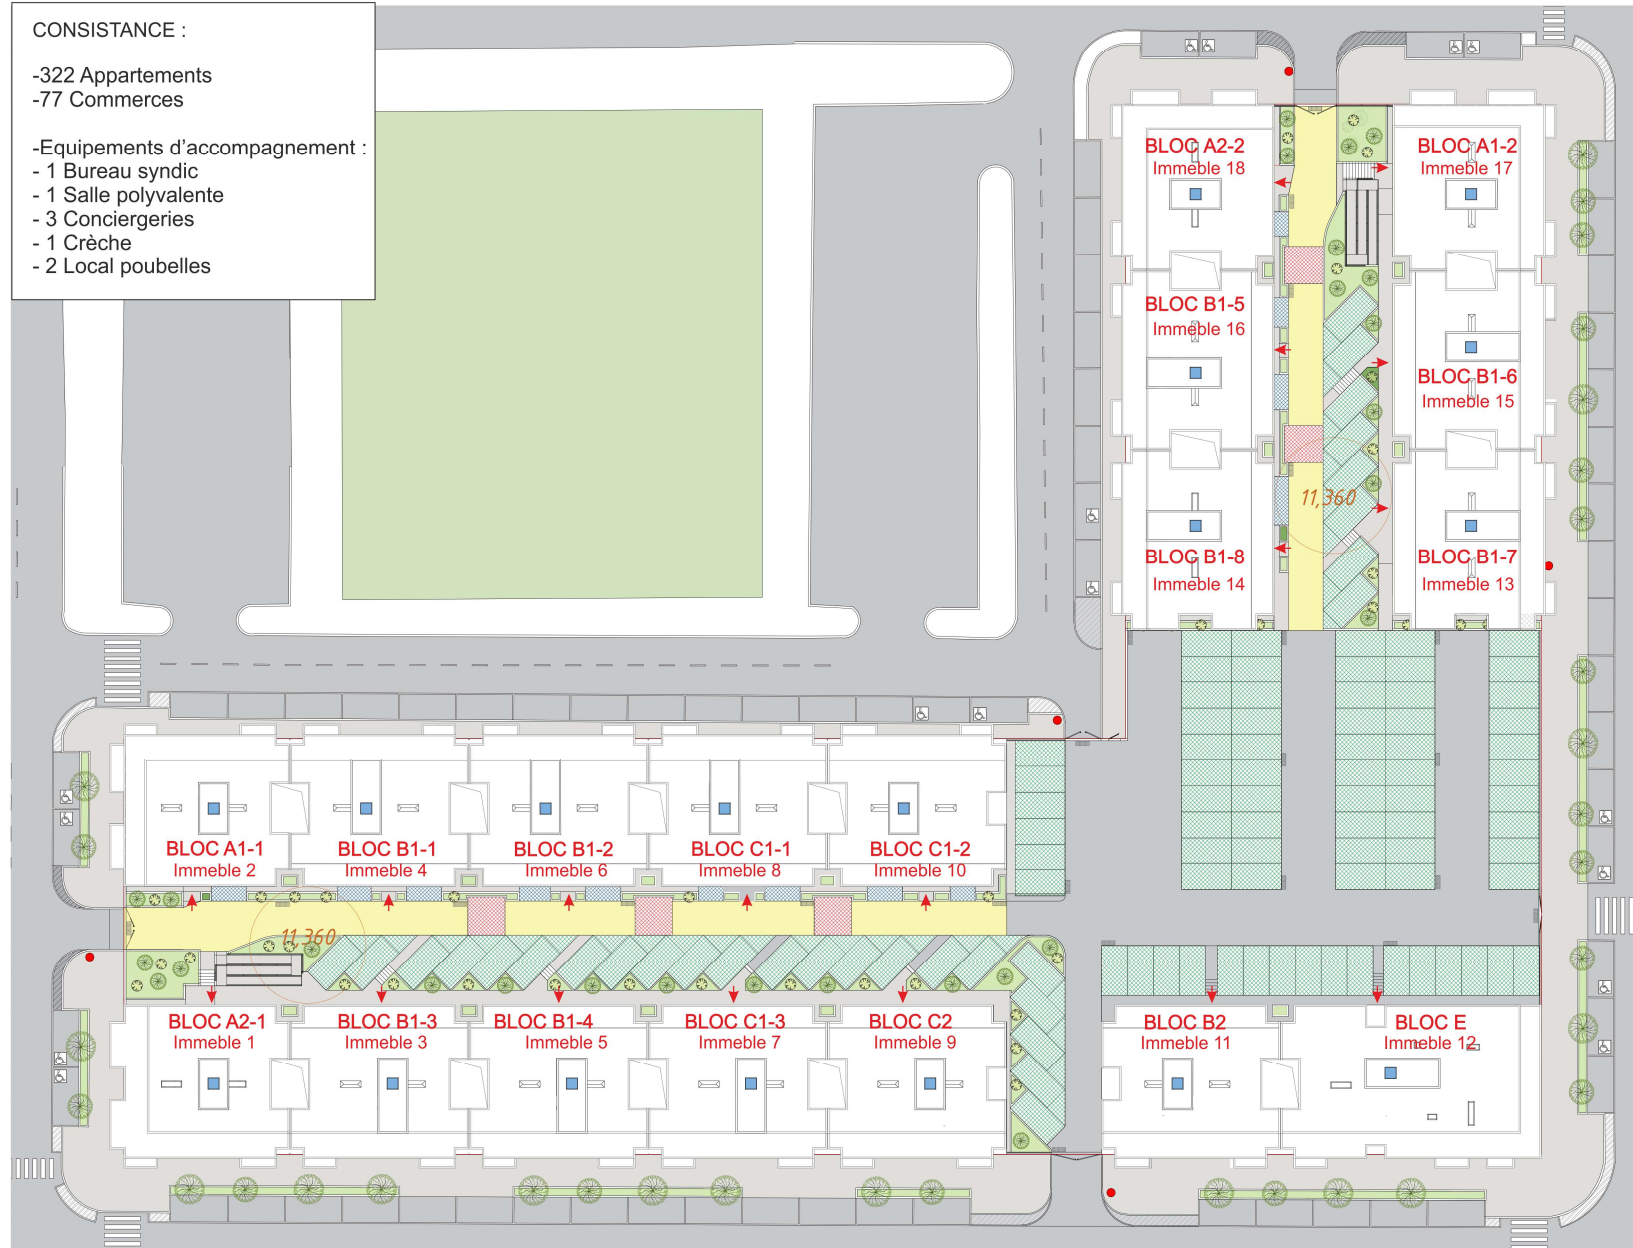 CONSISTANCE :
-322 Appartements
-77 Commerces
-Equipements d'accompagnement :
- 1 Bureau syndic
- 1 Salle polyvalente
- 3 Conciergeries
- 1 Crèche
- 2 Local poubelles
BLOC A2-2
Immeble 18
BLOC A1-2
Immeble 17
BLOC B1-5
Immeble 16
BLOC B1-6
Immeble 15
11,360
BLOC B1-8
Immeble 14
BLOC B1-7
Immeble 13
BLOC A1-1
Immeble 2
BLOC B1-1
Immeble 4
BLOC B1-2
Immeble 6
BLOC C1-1
Immeble 8
BLOC C1-2
Immeble 10
11,360
BLOC A2-1
Immeble 1
BLOC B1-3
Immeble 3
BLOC B1-4
Immeble 5
BLOC C1-3
Immeble 7
BLOC C2
Immeble 9
BLOC B2
Immeble 11
BLOC E
Immeble 12